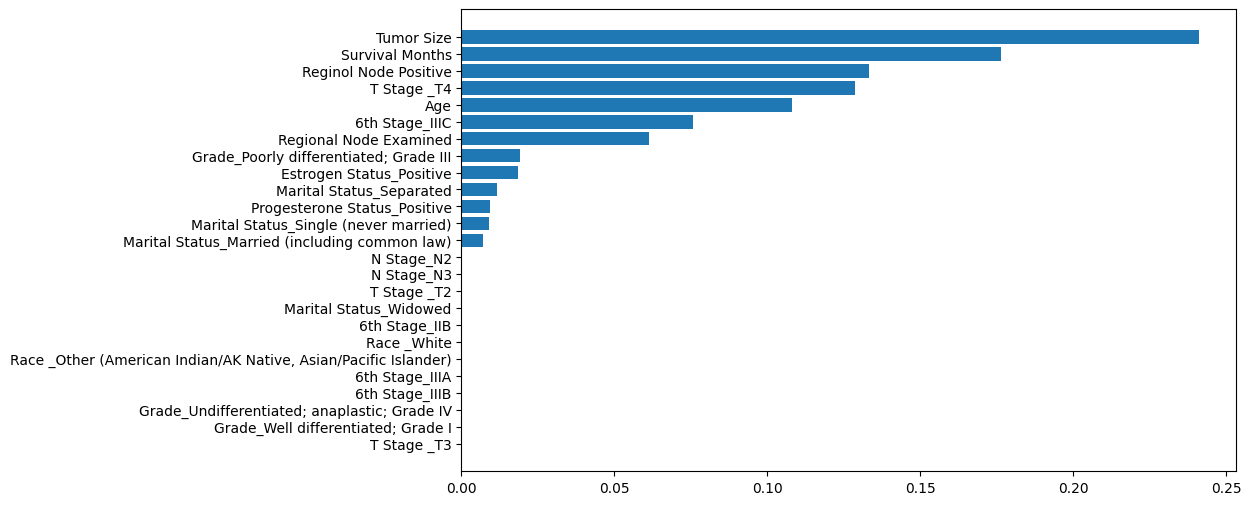 Tumor Size
Survival Months
Reginol Node Positive
T Stage _T4
Age
6th Stage_IIIC
Regional Node Examined
Grade_Poorly differentiated; Grade III
Estrogen Status_Positive
Marital Status_Separated
Progesterone Status_Positive
Marital Status_Single (never married)
Marital Status_Married (including common law)
N Stage_N2
N Stage_N3
T Stage _T2
Marital Status_Widowed
6th Stage_IIB
Race _White
Race _Other (American Indian/AK Native, Asian/Pacific Islander)
6th Stage_IIIA
6th Stage_IIIB
Grade_Undifferentiated; anaplastic; Grade IV
Grade_Well differentiated; Grade I
T Stage _T3
0.00 0.05 0.10 0.15 0.20 0.25